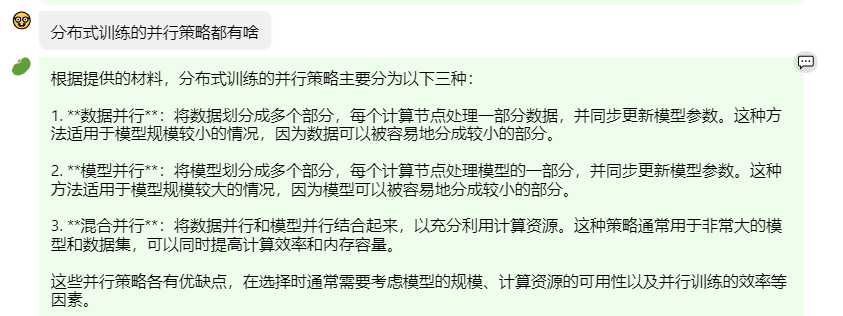 分布式训练的并行策略都有啥
根据提供的材料，分布式训练的并行策略主要分为以下三种：
1. **数据并行**：将数据划分成多个部分，每个计算节点处理一部分数据，并同步更新模型参数。这种方
法适用于模型规模较小的情况，因为数据可以被容易地分成较小的部分。
2. **模型并行**：将模型划分成多个部分，每个计算节点处理模型的一部分，并同步更新模型参数。这种
方法适用于模型规模较大的情况，因为模型可以被容易地分成较小的部分。
3. **混合并行**：将数据并行和模型并行结合起来，以充分利用计算资源。这种策略通常用于非常大的模
型和数据集，可以同时提高计算效率和内存容量。
这些并行策略各有优缺点，在选择时通常需要考虑模型的规模、计算资源的可用性以及并行训练的效率等
因素。